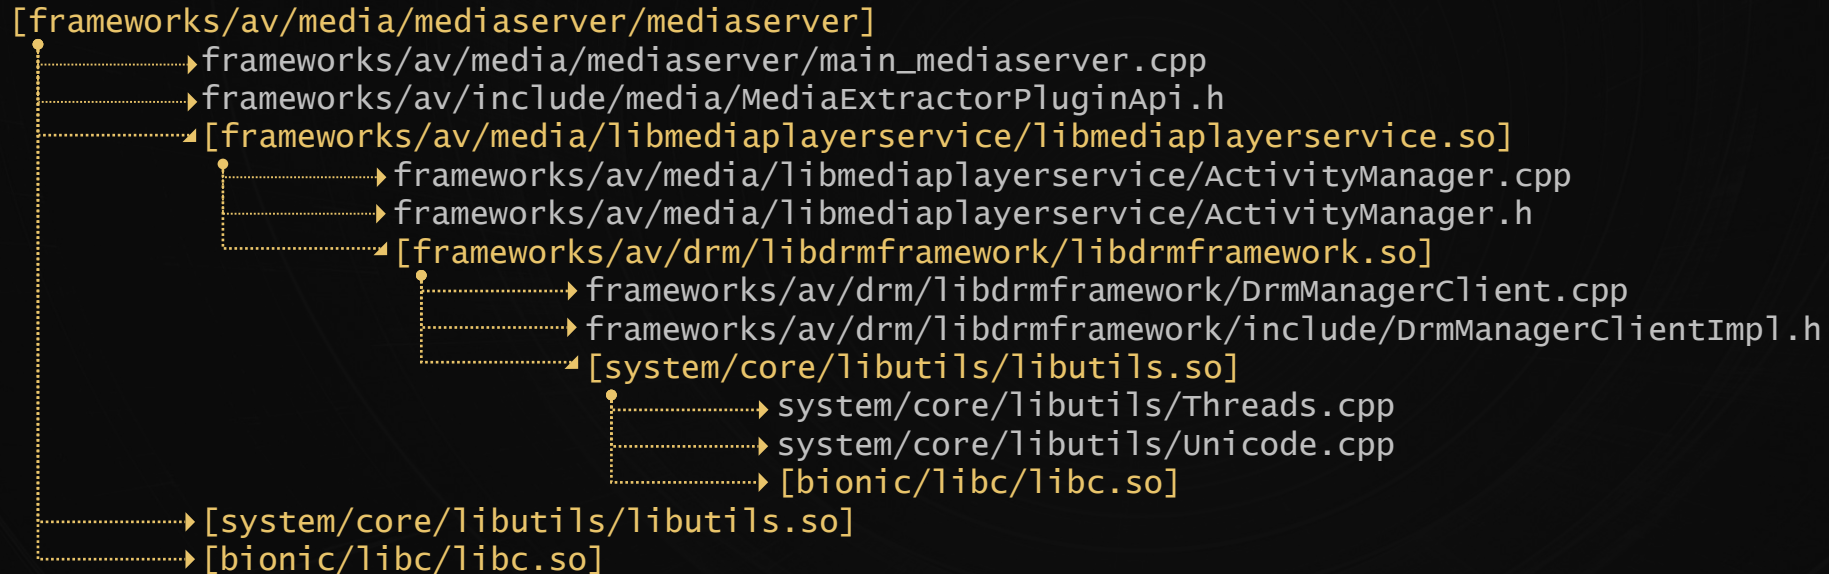 [frameworks/av/media/mediaserver/mediaserver]
frameworks/av/media/mediaserver/main_mediaserver.cpp
frameworks/av/include/media/MediaExtractorPluginApi.h
[frameworks/av/media/libmediaplayerservice/libmediaplayerservice.so]
frameworks/av/media/libmediaplayerservice/ActivityManager.cpp
frameworks/av/media/libmediaplayerservice/ActivityManager.h
[frameworks/av/drm/libdrmframework/libdrmframework.so]
frameworks/av/drm/libdrmframework/DrmManagerClient.cpp
frameworks/av/drm/libdrmframework/include/DrmManagerClientImpl.h
[system/core/libutils/libutils.so]
system/core/libutils/Threads.cpp
system/core/libutils/Unicode.cpp
[bionic/libc/libc.so]
[system/core/libutils/libutils.so]
[bionic/libc/libc.so]